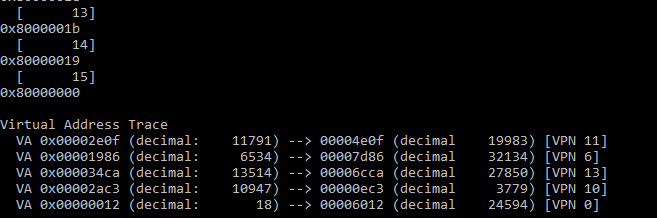 [      13]
0x8000001b
[      14]
0x80000019
[      15]
0x80000000
Virtual Address Trace
VA 0x00002e0f (decimal:    11791) --> 00004e0f (decimal    19983) [VPN 11]
VA 0x00001986 (decimal:     6534) --> 00007d86 (decimal    32134) [VPN 6]
VA 0x000034ca (decimal:    13514) --> 00006cca (decimal    27850) [VPN 13]
VA 0x00002ac3 (decimal:    10947) --> 00000ec3 (decimal     3779) [VPN 10]
VA 0x00000012 (decimal:       18) --> 00006012 (decimal    24594) [VPN 0]